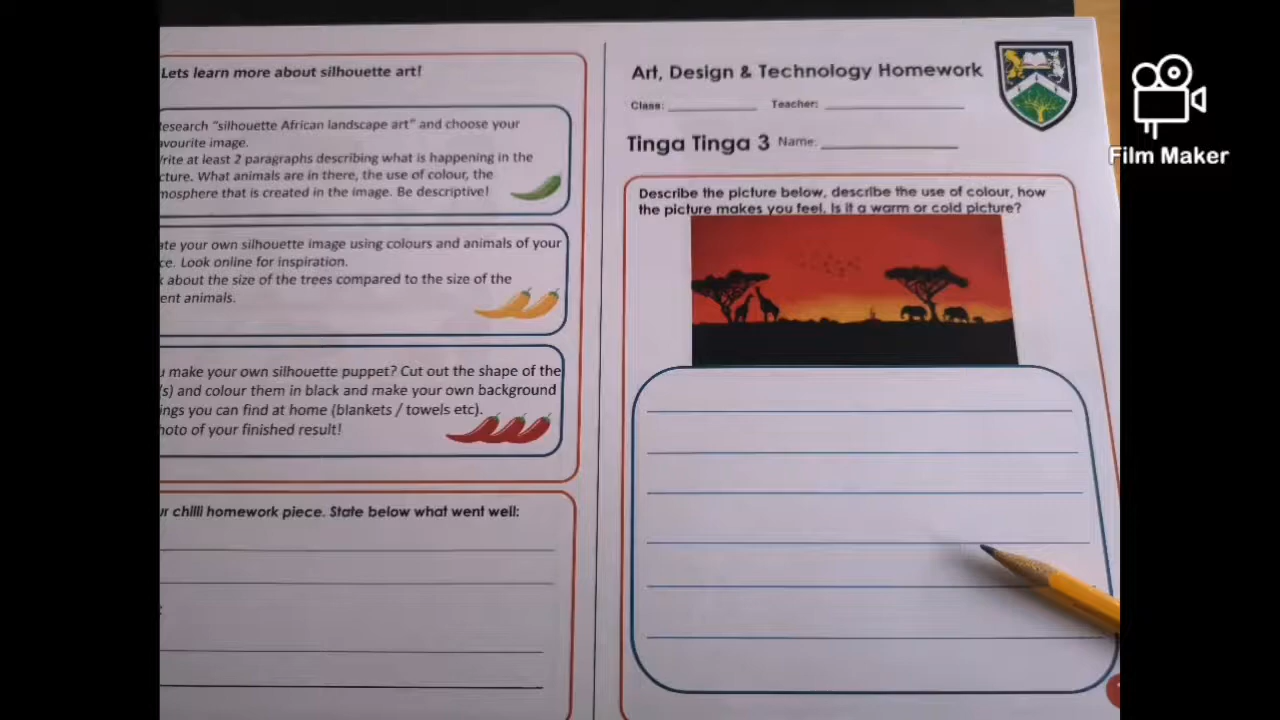 Lets learn more about silhouette art!
Research "silhouette African landscape art" and choose your
favourite image.
Write at least 2 paragraphs describing what is happening in the
cture. What animals are in there, the use of colour, the
mosphere that is created in the image. Be descriptive!
ate your own silhouette image using colours and animals of your
ce. Look online for inspiration.
k about the size of the trees compared to the size of the
ent animals.
u make your own silhouette puppet? Cut out the shape of the
(s) and colour them in black and make your own background
ings you can find at home (blankets / towels etc).
hoto of your finished result!
ur chilli homework piece. State below what went well:
Art, Design & Technology Homework
Class: Teacher:
Tinga Tinga 3 Name:
Describe the picture below, describe the use of colour, how
the picture makes you feel. Is it a warm or cold picture?
Film Maker